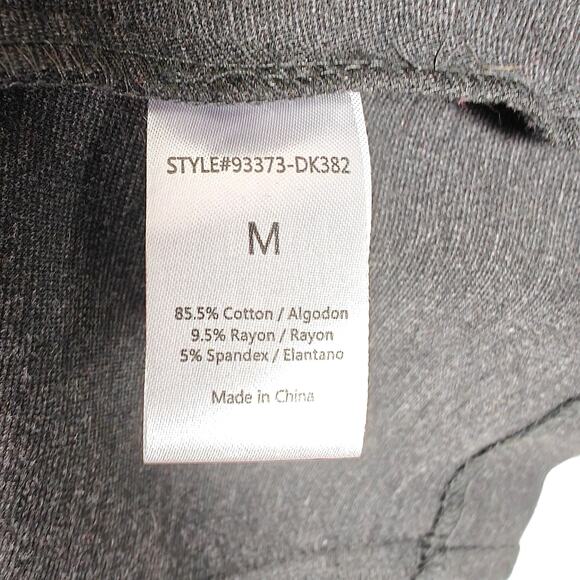 STYLE#93373-DK382
M
85.5% Cotton / Algodon
9.5% Rayon / Rayon
5% Spandex / Elantano
Made in China